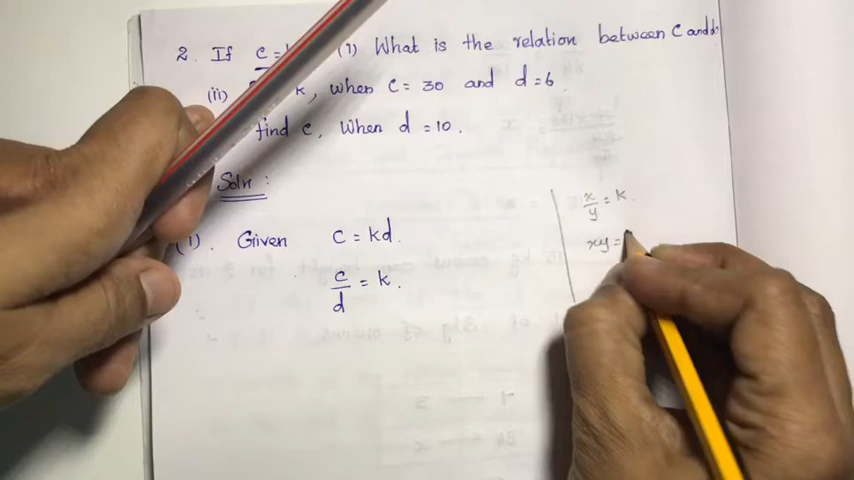 2. If c= (i) What is the relation between C and d
(ii) k, when c= 30 and d=6.
find c, when d=10.
Soln :
(i). Given c=kd.
c/d = k.
x/y = k.
xy=